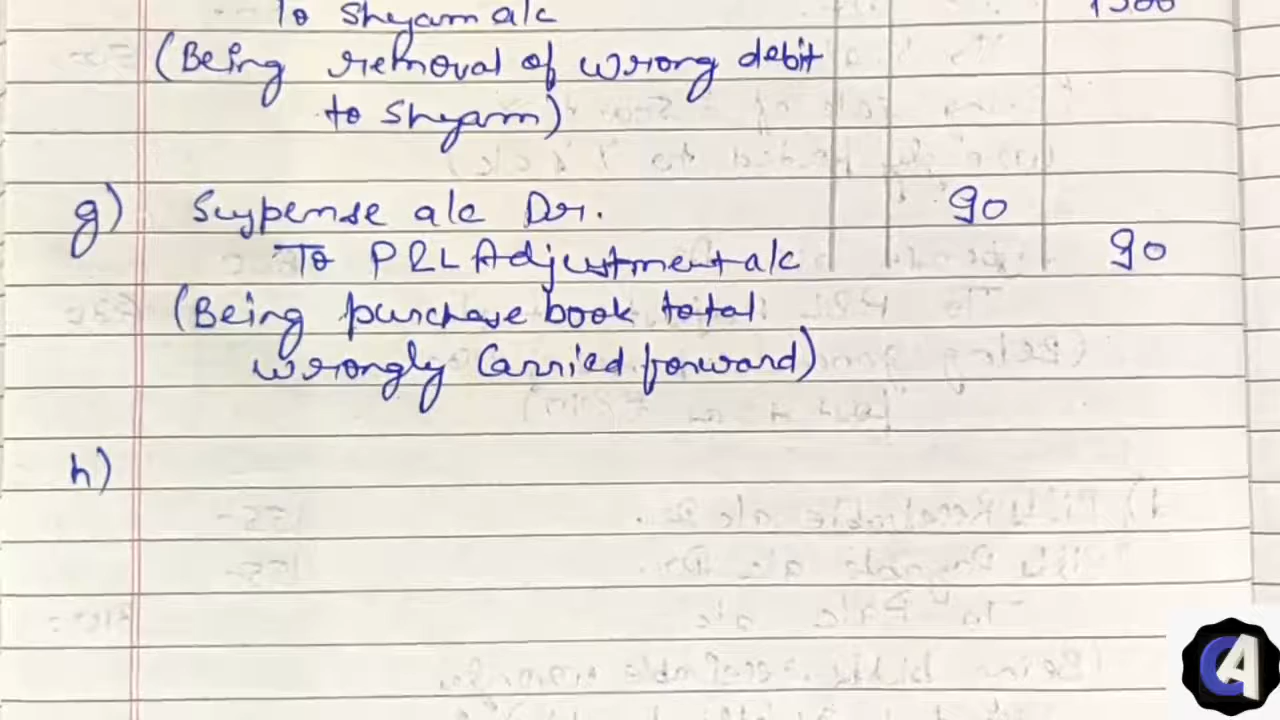 To Shyam a/c 1500
(Being removal of wrong debit
to Shyam)
g) Suspense a/c Dr. 90
To P&L Adjustment a/c 90
(Being purchase book total
wrongly Carried forward)
h)
CA